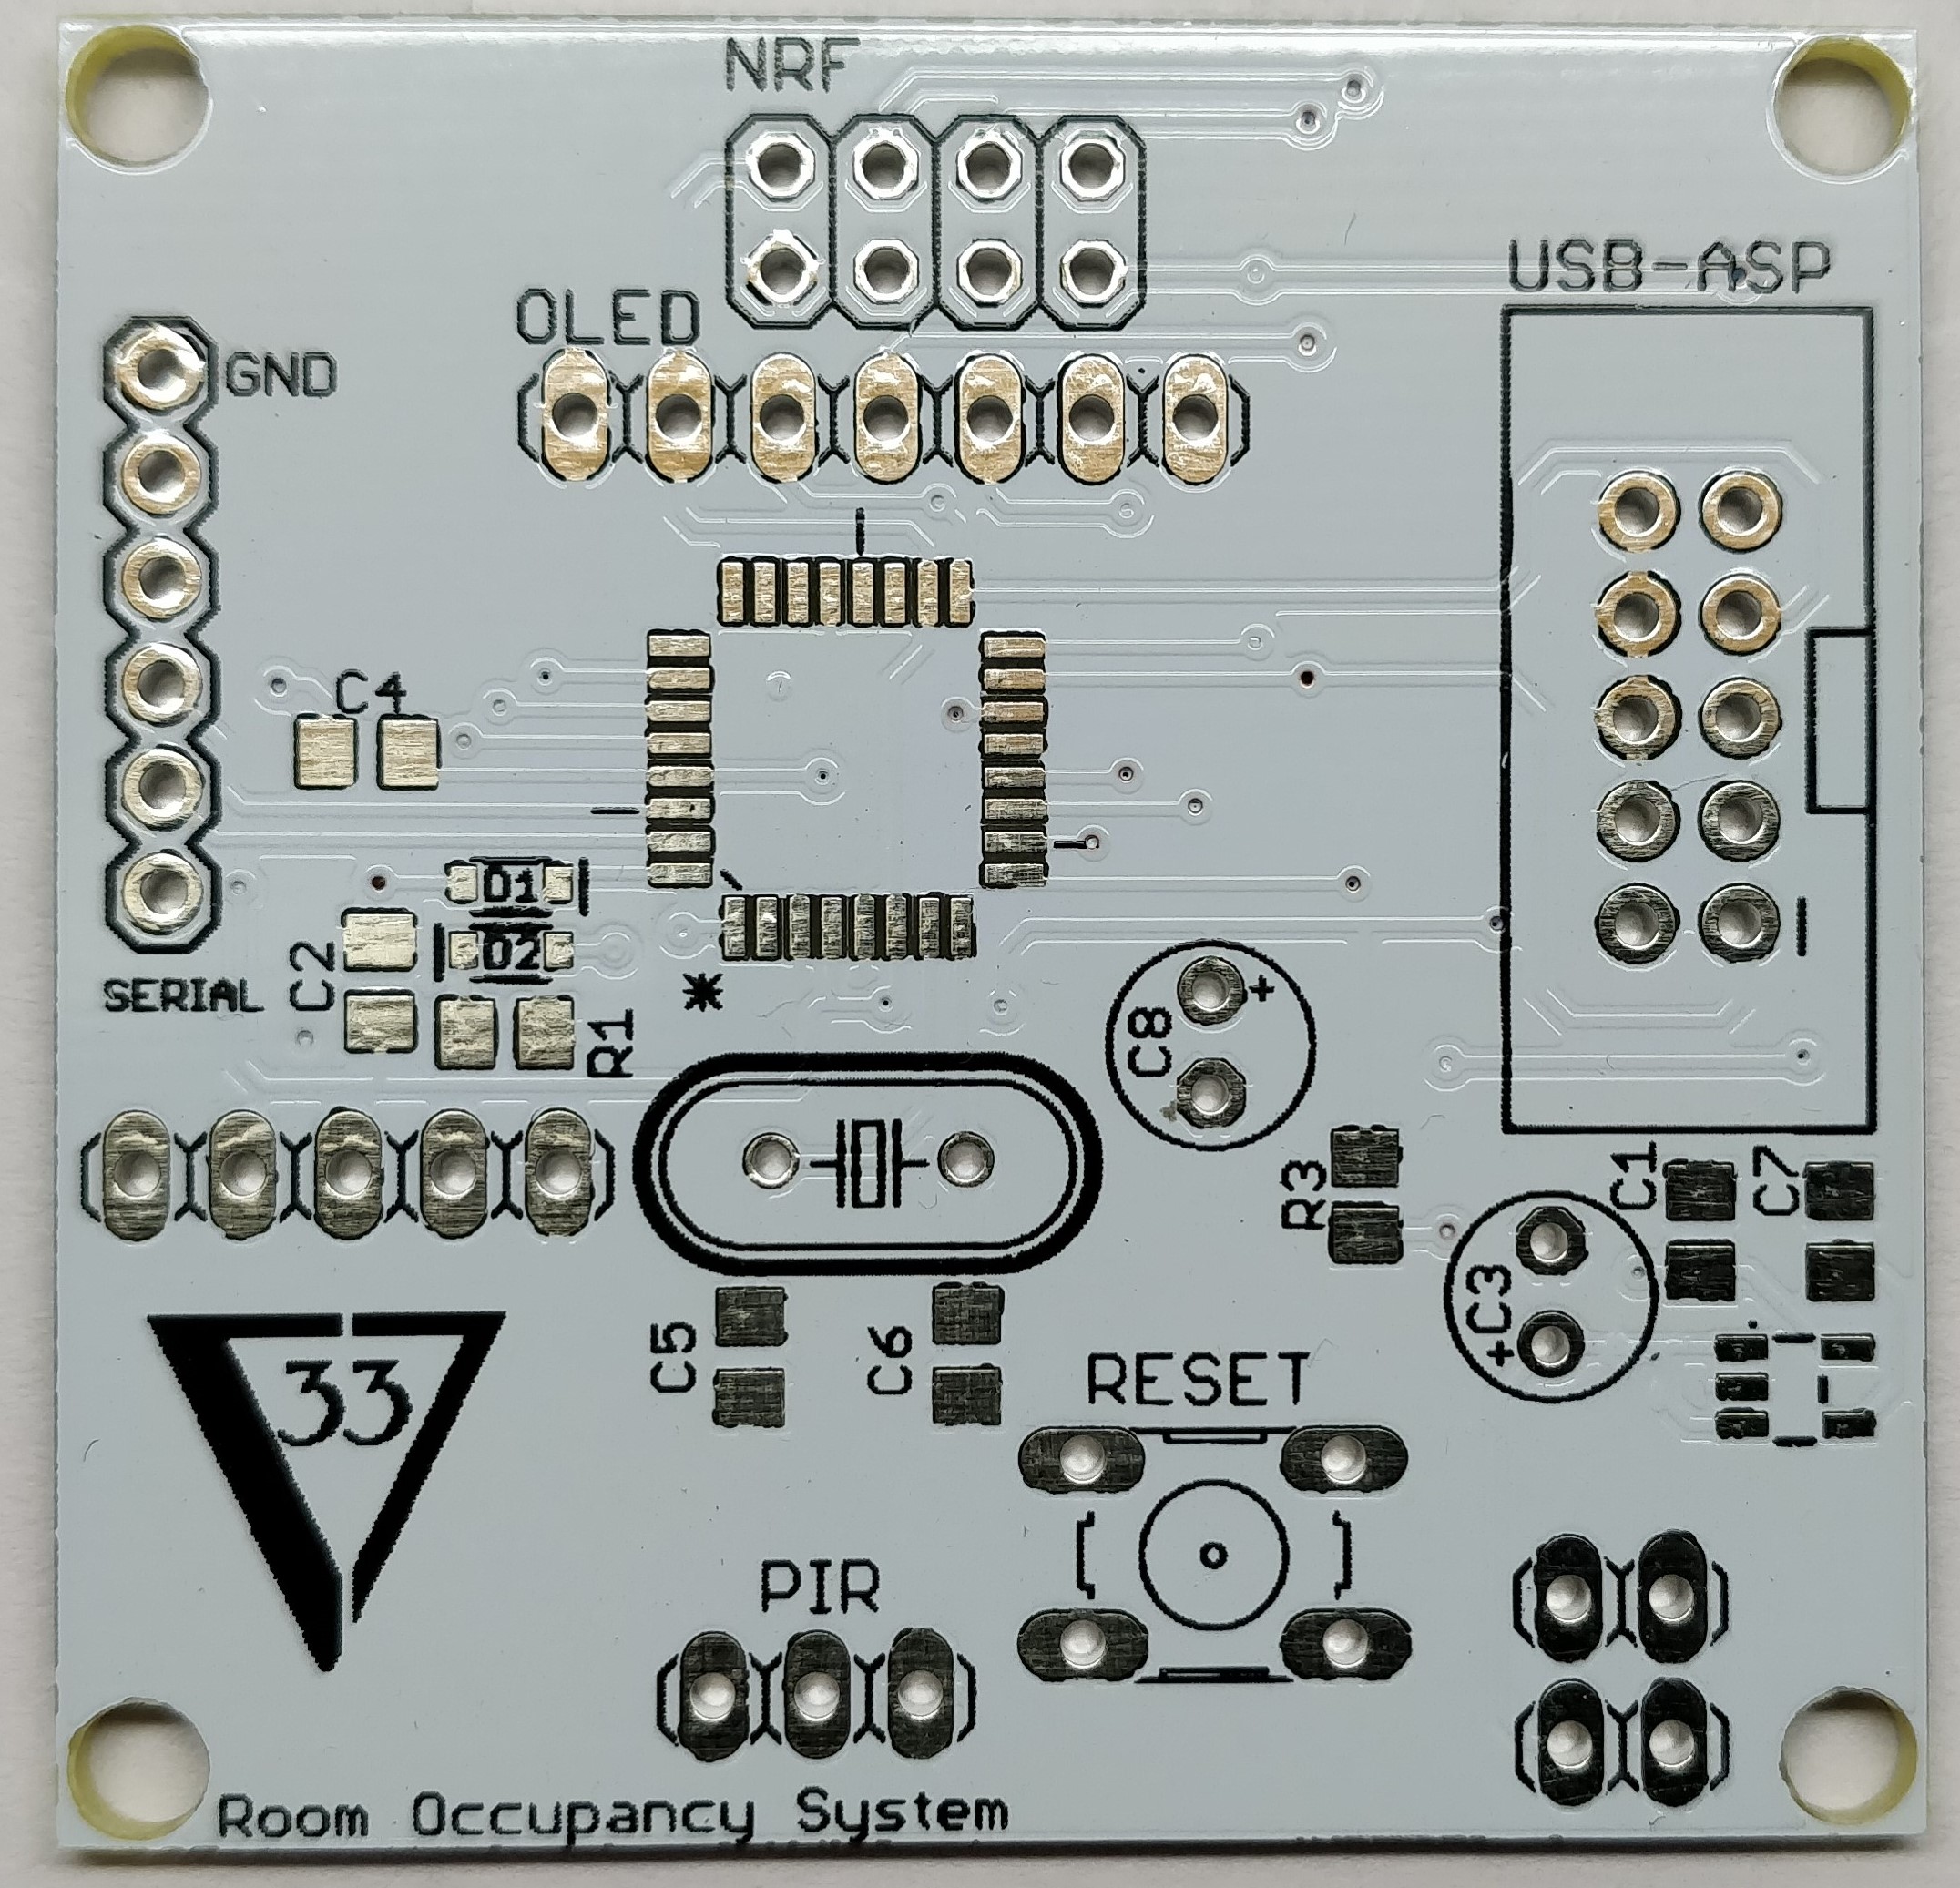 NRF
USB-ASP
OLED
GND
C4
D1
D2
C2
SERIAL
R1
*
C8
+
R3
C1
C7
+C3
C5
C6
33
RESET
PIR
Room Occupancy System